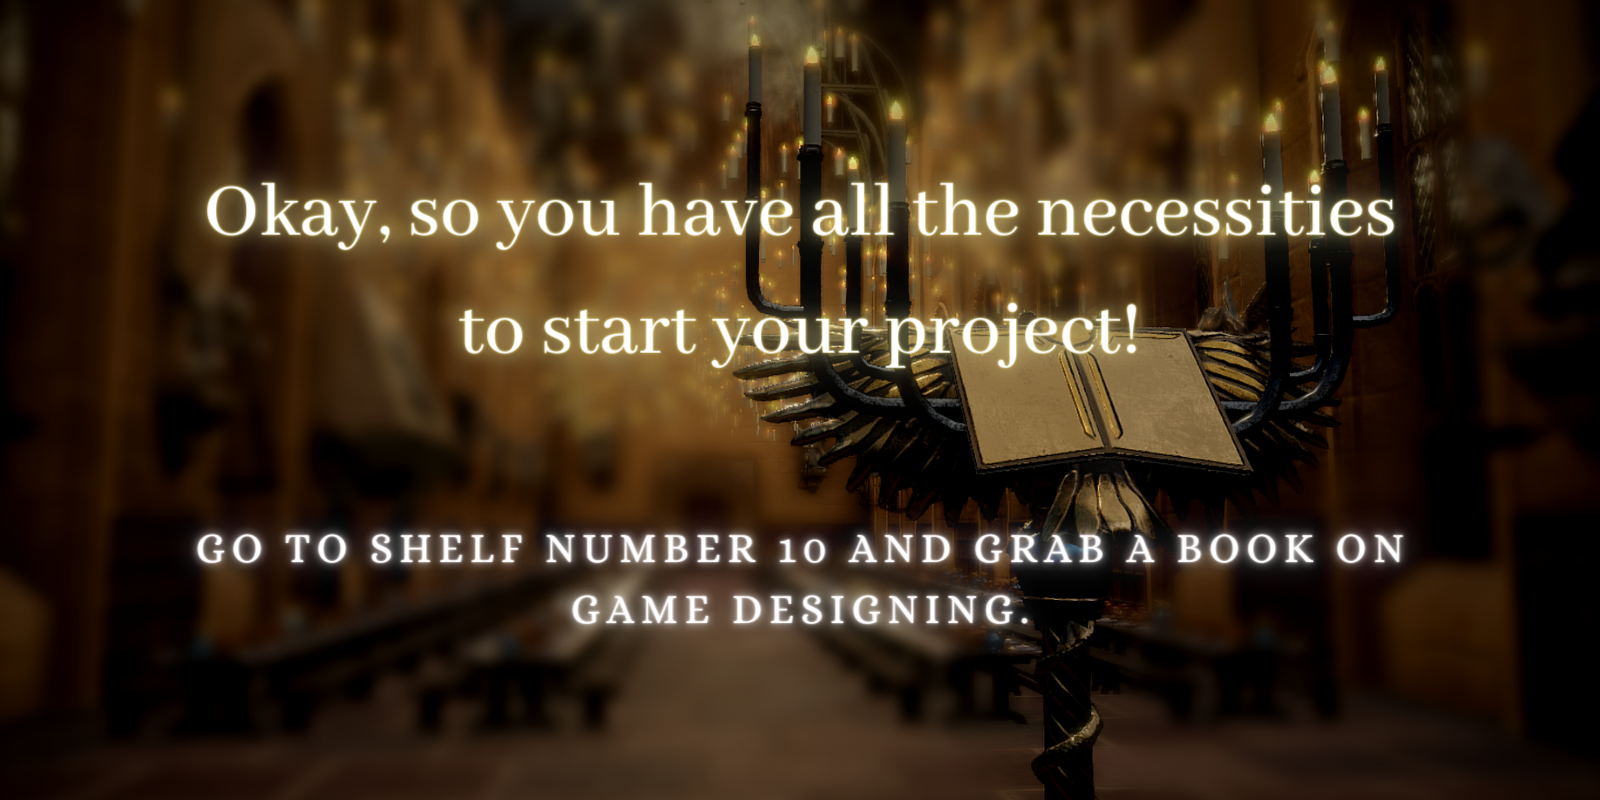 Okay, so you have all the necessities
to start your project!
GO TO SHELF NUMBER 10 AND GRAB A BOOK ON
GAME DESIGNING.